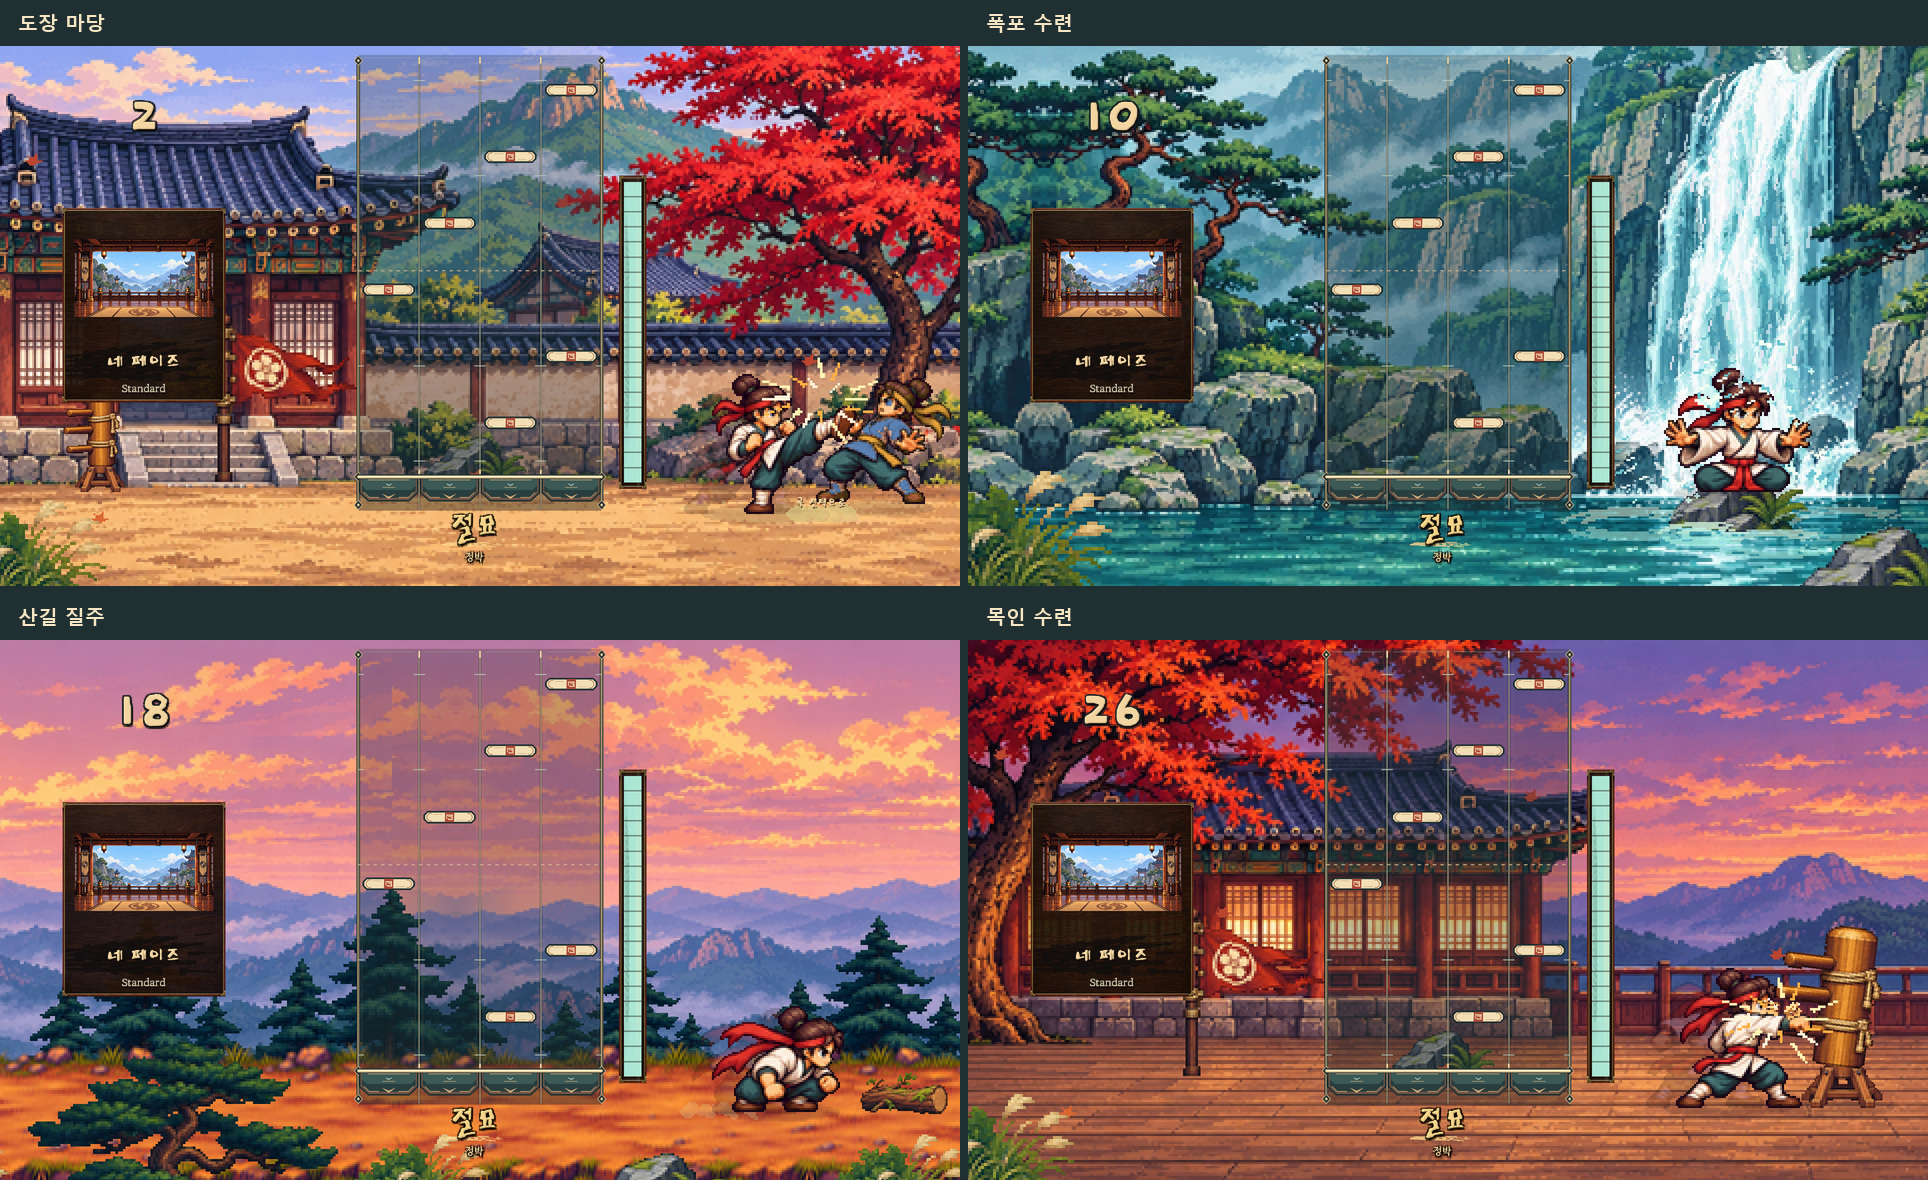 도장 마당
2
네 페이즈
Standard
절묘
정박
폭포 수련
10
네 페이즈
Standard
절묘
정박
산길 질주
18
네 페이즈
Standard
절묘
정박
목인 수련
26
네 페이즈
Standard
절묘
정박